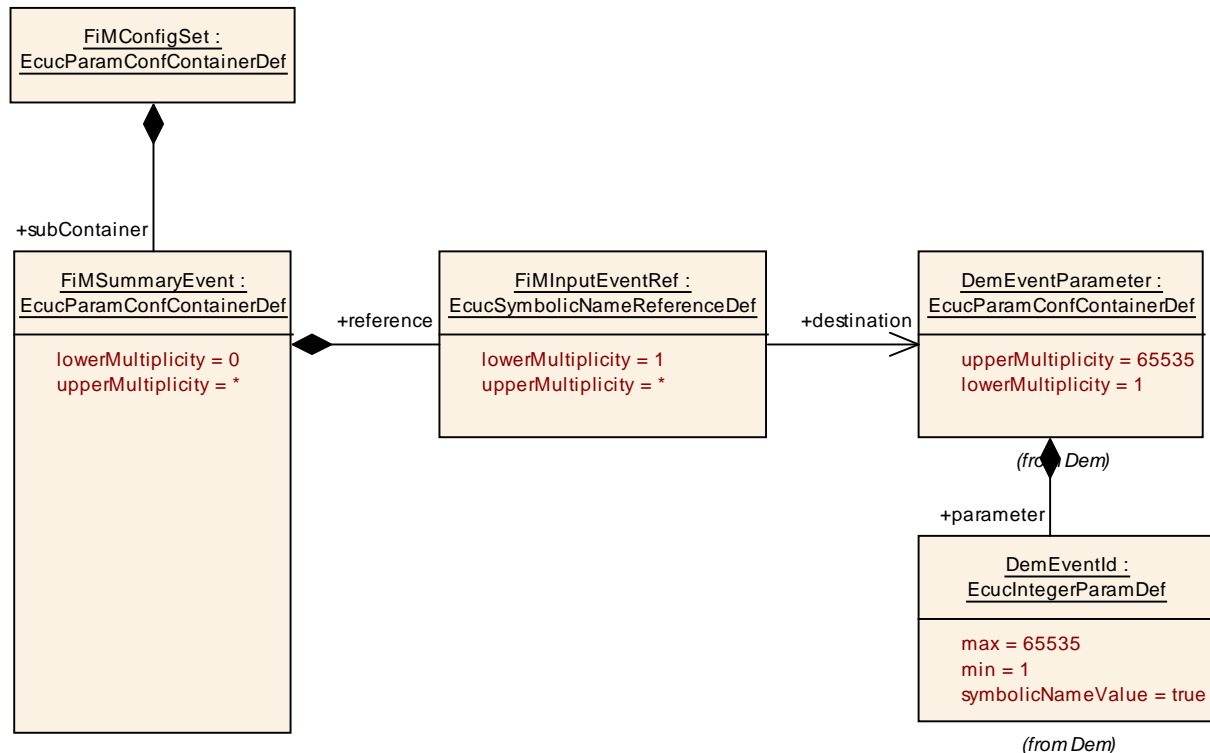 FiMConfigSet :
EcucParamConfContainerDef
+subContainer
FiMSummaryEvent :
EcucParamConfContainerDef
lowerMultiplicity = 0
upperMultiplicity = *
+reference
FiMInputEventRef :
EcucSymbolicNameReferenceDef
lowerMultiplicity = 1
upperMultiplicity = *
+destination
DemEventParameter :
EcucParamConfContainerDef
upperMultiplicity = 65535
lowerMultiplicity = 1
(from Dem)
+parameter
DemEventId :
EcucIntegerParamDef
max = 65535
min = 1
symbolicNameValue = true
(from Dem)